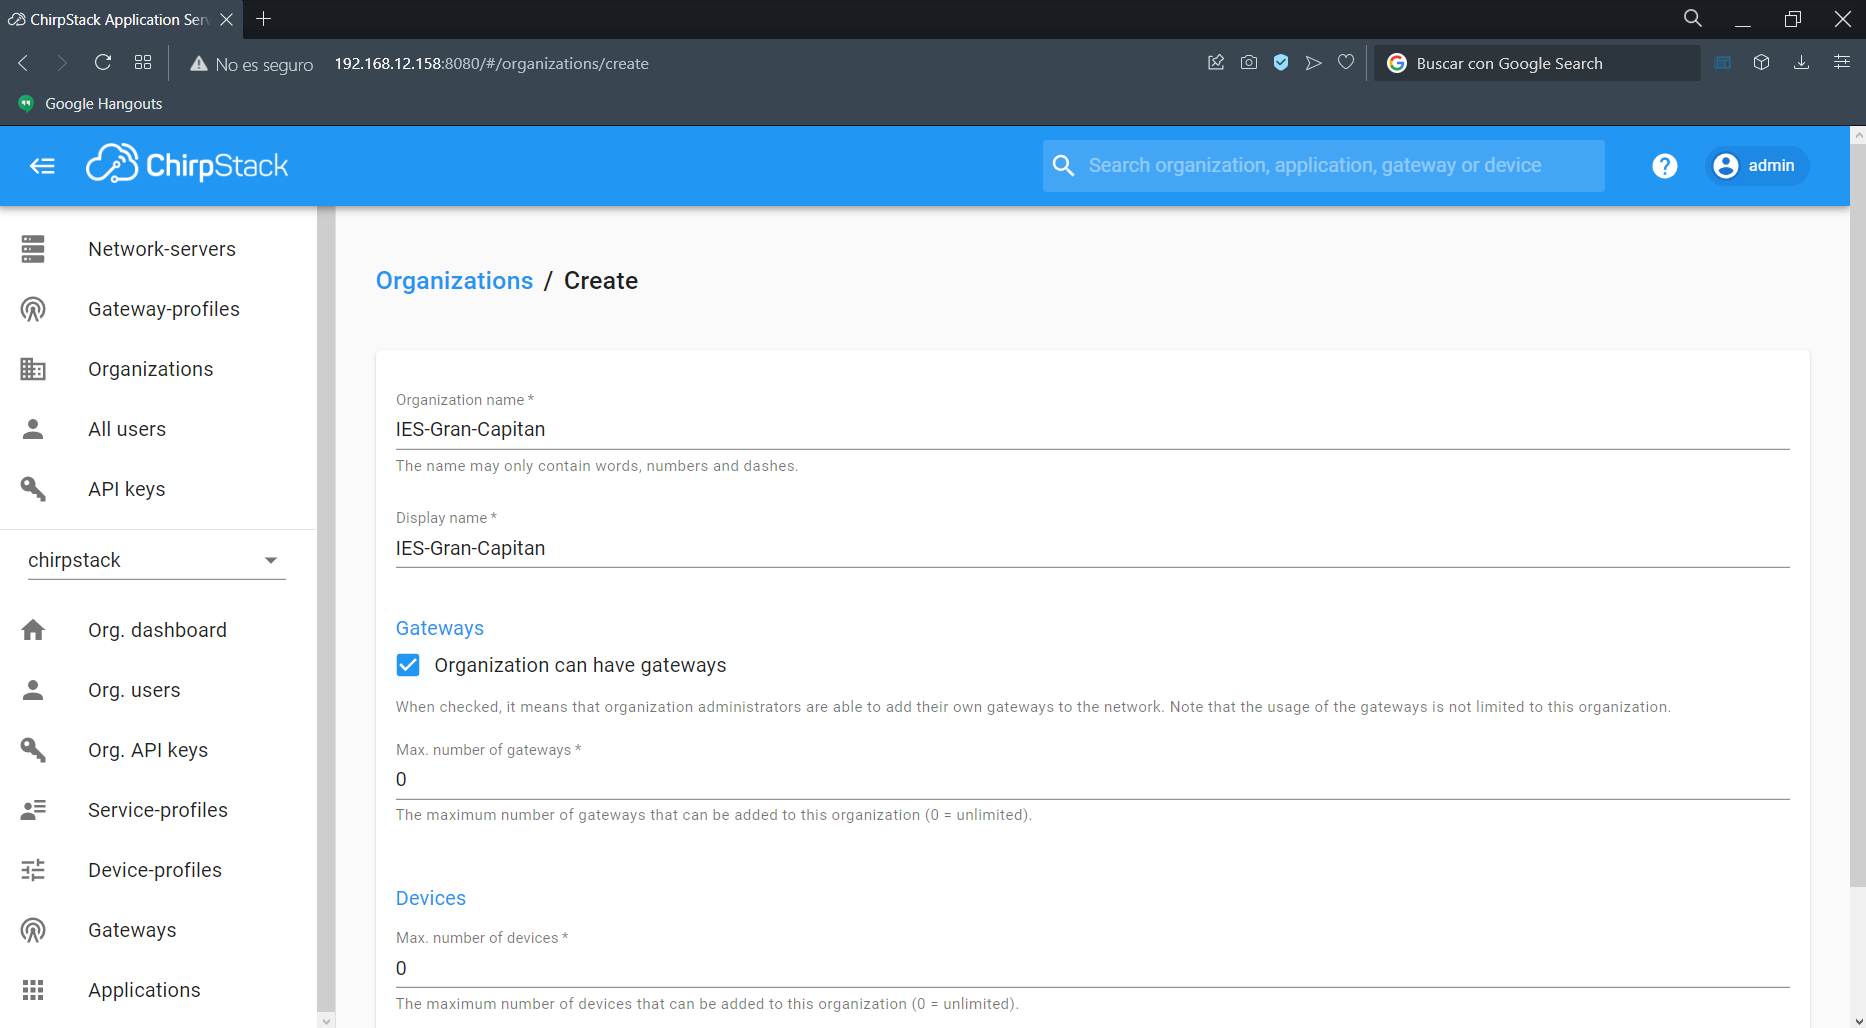 ChirpStack Application Serv
No es seguro
192.168.12.158:8080/#/organizations/create
Buscar con Google Search
Google Hangouts
ChirpStack
Search organization, application, gateway or device
?
admin
Network-servers
Gateway-profiles
Organizations
All users
API keys
chirpstack
Org. dashboard
Org. users
Org. API keys
Service-profiles
Device-profiles
Gateways
Applications
Organizations / Create
Organization name *
IES-Gran-Capitan
The name may only contain words, numbers and dashes.
Display name *
IES-Gran-Capitan
Gateways
Organization can have gateways
When checked, it means that organization administrators are able to add their own gateways to the network. Note that the usage of the gateways is not limited to this organization.
Max. number of gateways *
0
The maximum number of gateways that can be added to this organization (0 = unlimited).
Devices
Max. number of devices *
0
The maximum number of devices that can be added to this organization (0 = unlimited).